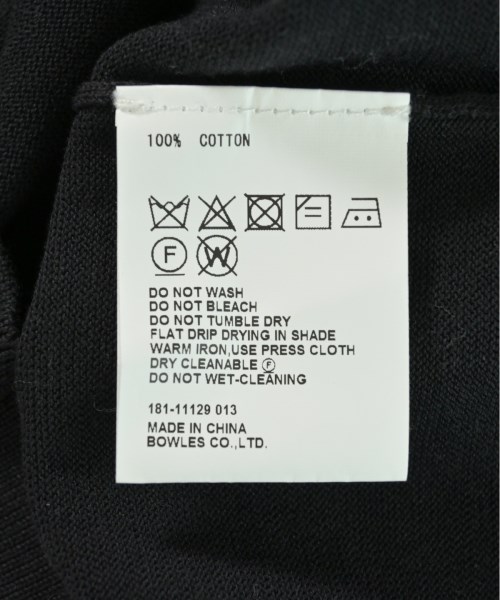 100% COTTON
F W
DO NOT WASH
DO NOT BLEACH
DO NOT TUMBLE DRY
FLAT DRIP DRYING IN SHADE
WARM IRON,USE PRESS CLOTH
DRY CLEANABLE Ⓕ
DO NOT WET-CLEANING
181-11129 013
MADE IN CHINA
BOWLES CO.,LTD.